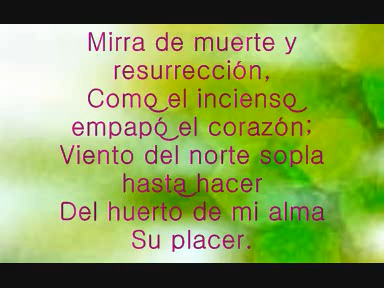 Mirra de muerte y
resurrección,
Como el incienso
empapó el corazón;
Viento del norte sopla
hasta hacer
Del huerto de mi alma
Su placer.